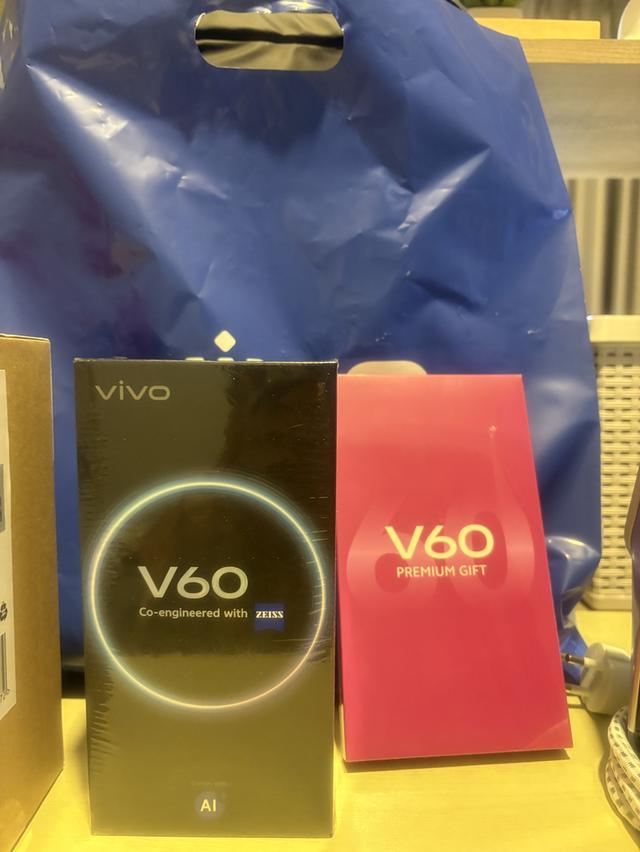 vivo
V60
Co-engineered with ZEISS
AI
V60
PREMIUM GIFT